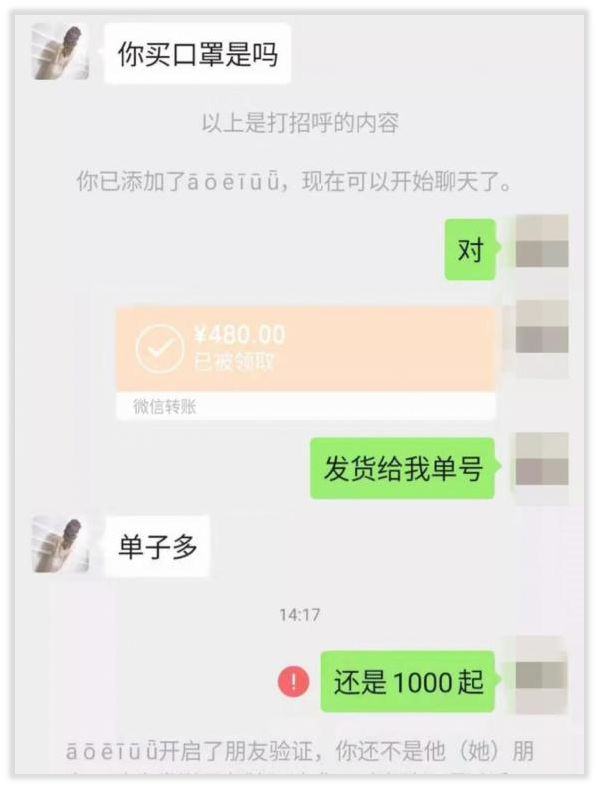 你买口罩是吗
以上是打招呼的内容
你已添加了āōēīūǖ,现在可以开始聊天了。
对
¥480.00
已被领取
微信转账
发货给我单号
单子多
14:17
还是1000起
āōēīūǖ开启了朋友验证,你还不是他(她)朋